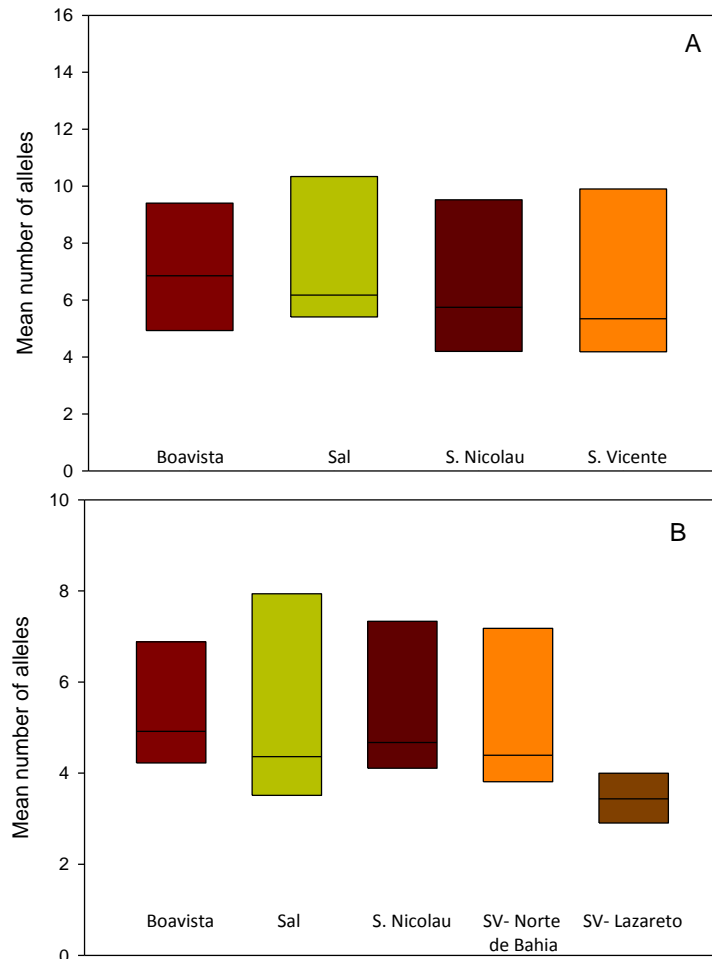 A
16
14
12
10
8
6
4
2
0
Mean number of alleles
Boavista Sal S. Nicolau S. Vicente
B
10
8
6
4
2
0
Mean number of alleles
Boavista Sal S. Nicolau SV- Norte SV- Lazareto
de Bahia